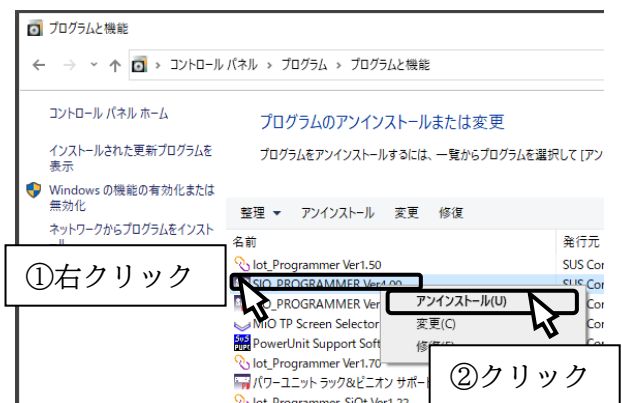 プログラムと機能
コントロール パネル > プログラム > プログラムと機能
コントロール パネル ホーム
インストールされた更新プログラムを
表示
Windows の機能の有効化または
無効化
ネットワークからプログラムをインスト
ール
プログラムのアンインストールまたは変更
プログラムをアンインストールするには、一覧からプログラムを選択して [アン
整理 アンインストール 変更 修復
名前 発行元
Iot_Programmer Ver1.50 SUS Cor
SIO_PROGRAMMER Ver4.00 SUS Cor
SIO_PROGRAMMER Ver
MIO TP Screen Selector
PowerUnit Support Soft
Iot_Programmer Ver1.70
パワーユニット ラック&ピニオン サポート
Iot_Programmer_SiOt Ver1.22
アンインストール(U)
変更(C)
①右クリック
②クリック